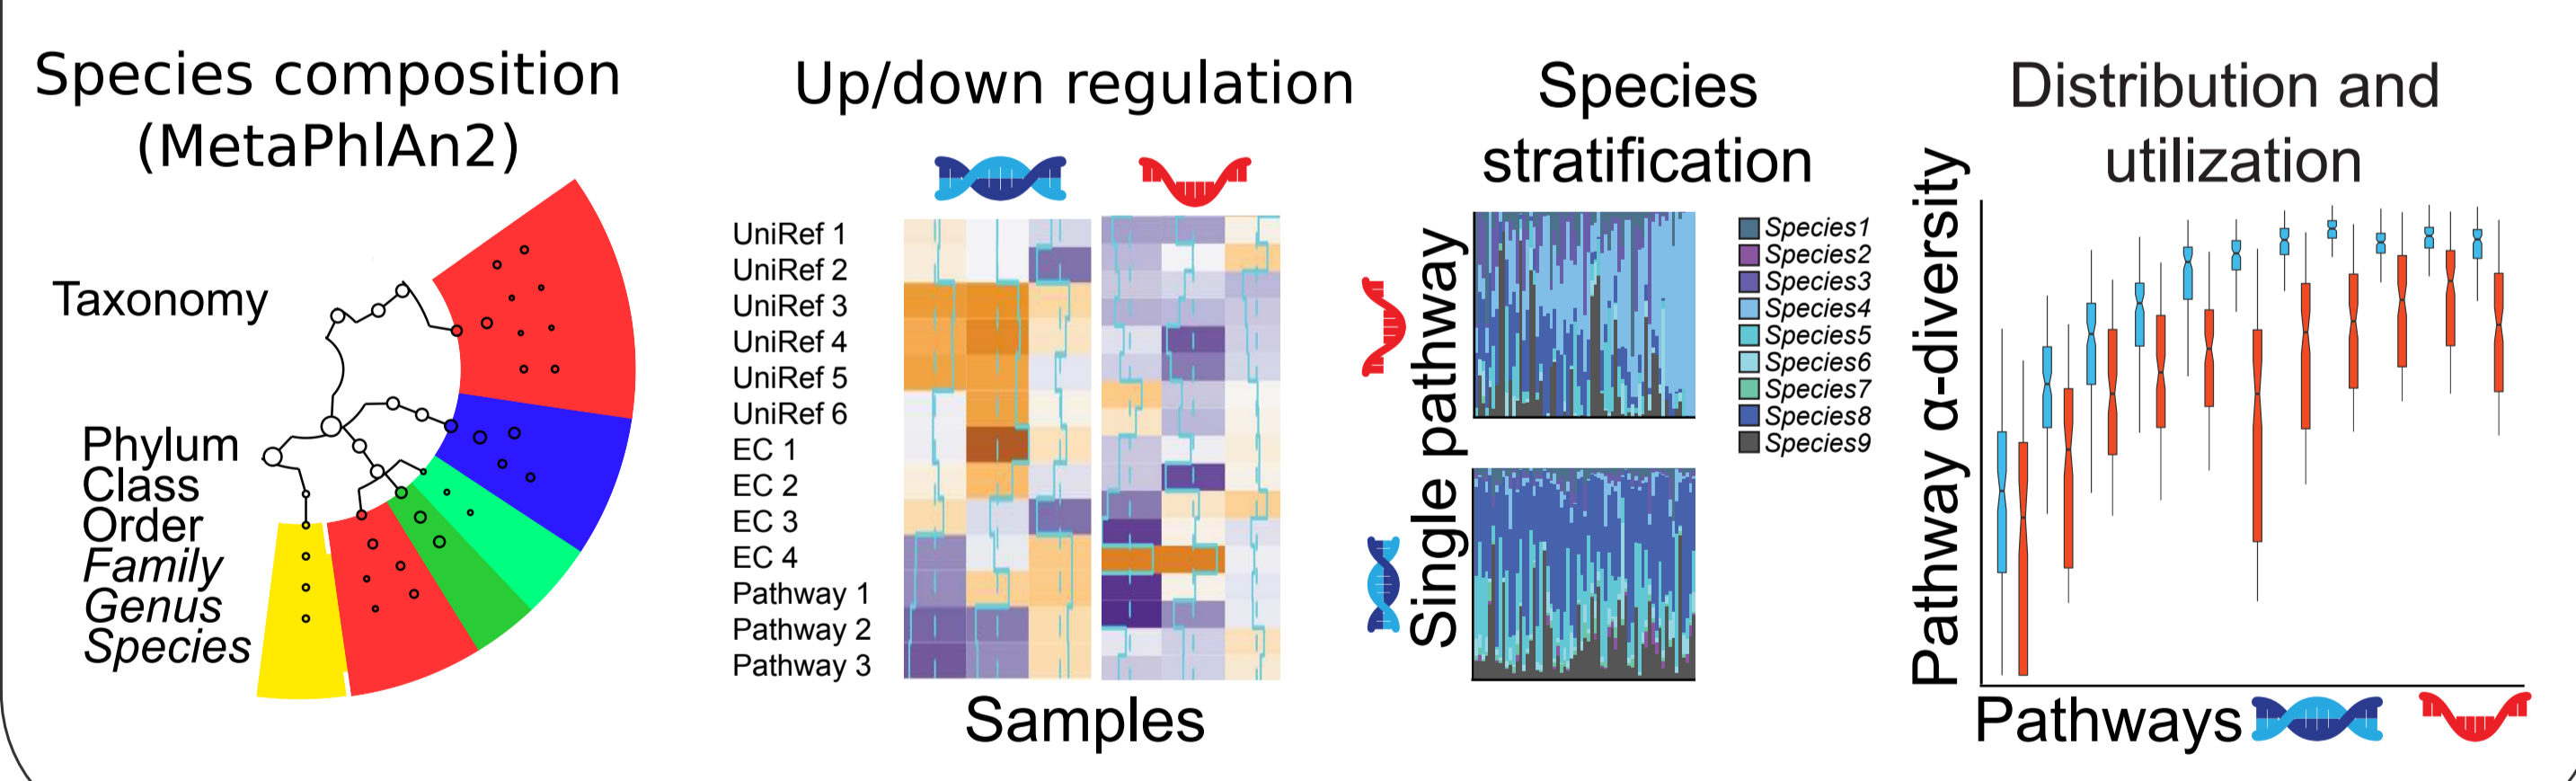 Species composition
(MetaPhlAn2)
Taxonomy
Phylum
Class
Order
Family
Genus
Species
Up/down regulation
UniRef 1
UniRef 2
UniRef 3
UniRef 4
UniRef 5
UniRef 6
EC 1
EC 2
EC 3
EC 4
Pathway 1
Pathway 2
Pathway 3
Samples
Species
stratification
Single pathway
Species1
Species2
Species3
Species4
Species5
Species6
Species7
Species8
Species9
Distribution and
utilization
Pathway α-diversity
Pathways